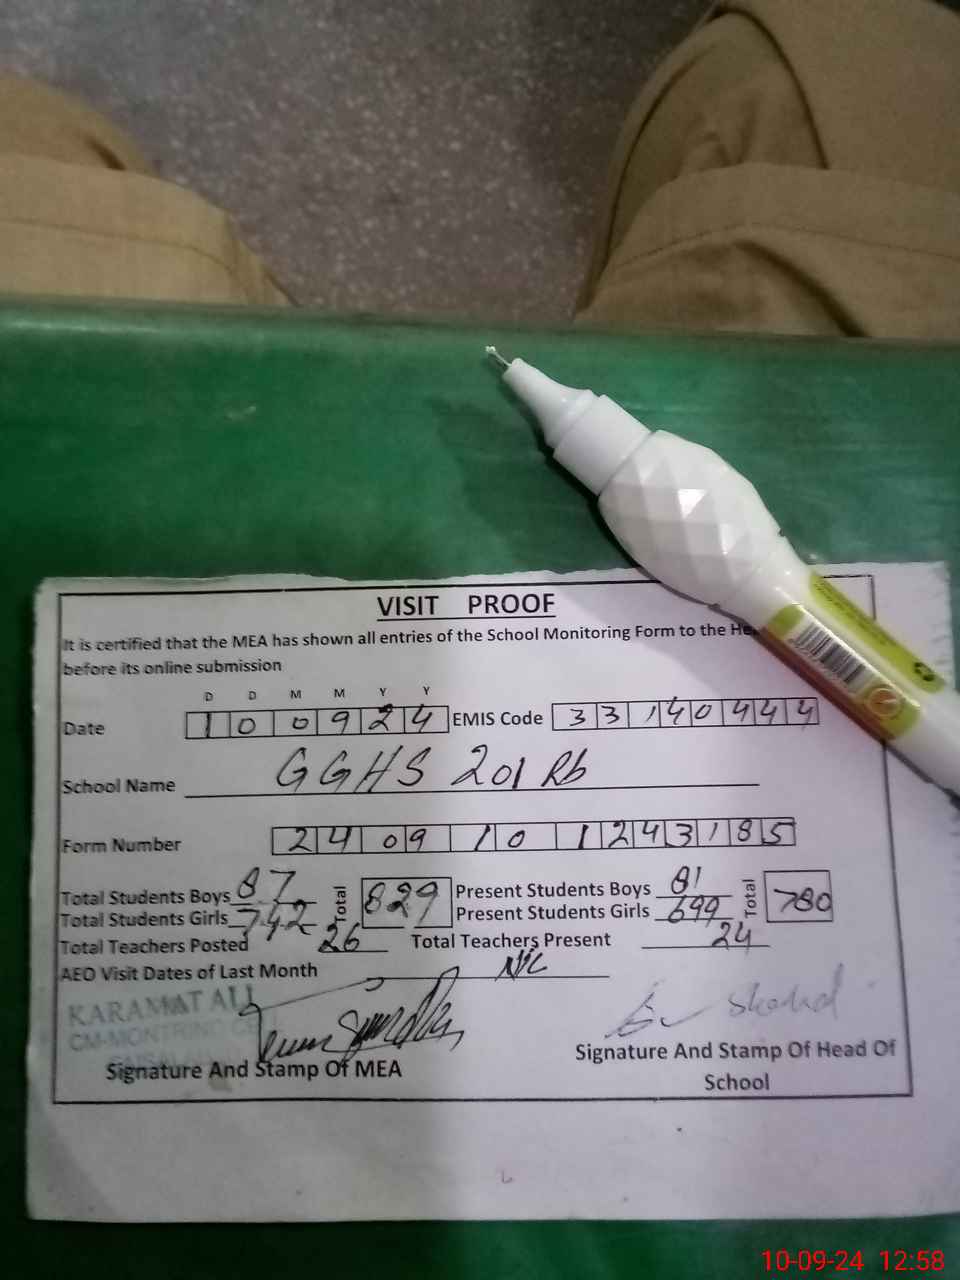 VISIT PROOF
It is certified that the MEA has shown all entries of the School Monitoring Form to the
before its online submission
D D M M Y Y
Date 1 0 0 9 2 4 EMIS Code 3 3 1 4 0 4 4 4
School Name GGHS 201 Rb
Form Number 2 4 09 10 1 2 4 3 1 8 5
Total Students Boys 87 Total 829 Present Students Boys 81 Total 780
Total Students Girls 742 Present Students Girls 699
Total Teachers Posted 26 Total Teachers Present 24
AEO Visit Dates of Last Month Nil
KARAMAT ALI
Signature And Stamp Of MEA
Signature And Stamp Of Head Of
School
10-09-24 12:58